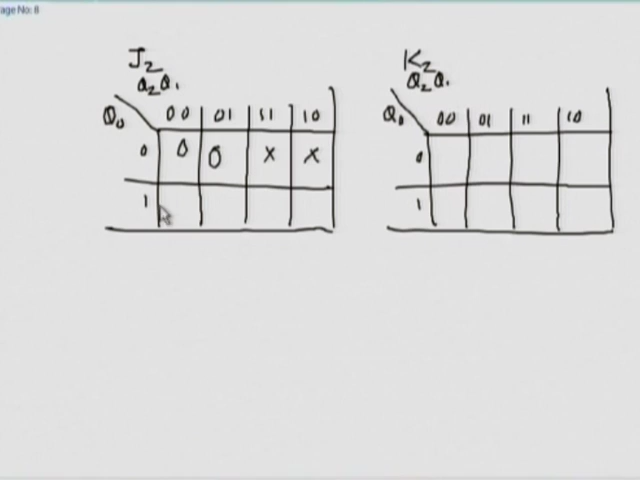 age No: 8
J₂ K₂
Q₂Q₁ Q₂Q₁
Q₀ 00 01 11 10 Q₀ 00 01 11 10
0 0 0 x x 0
1 1